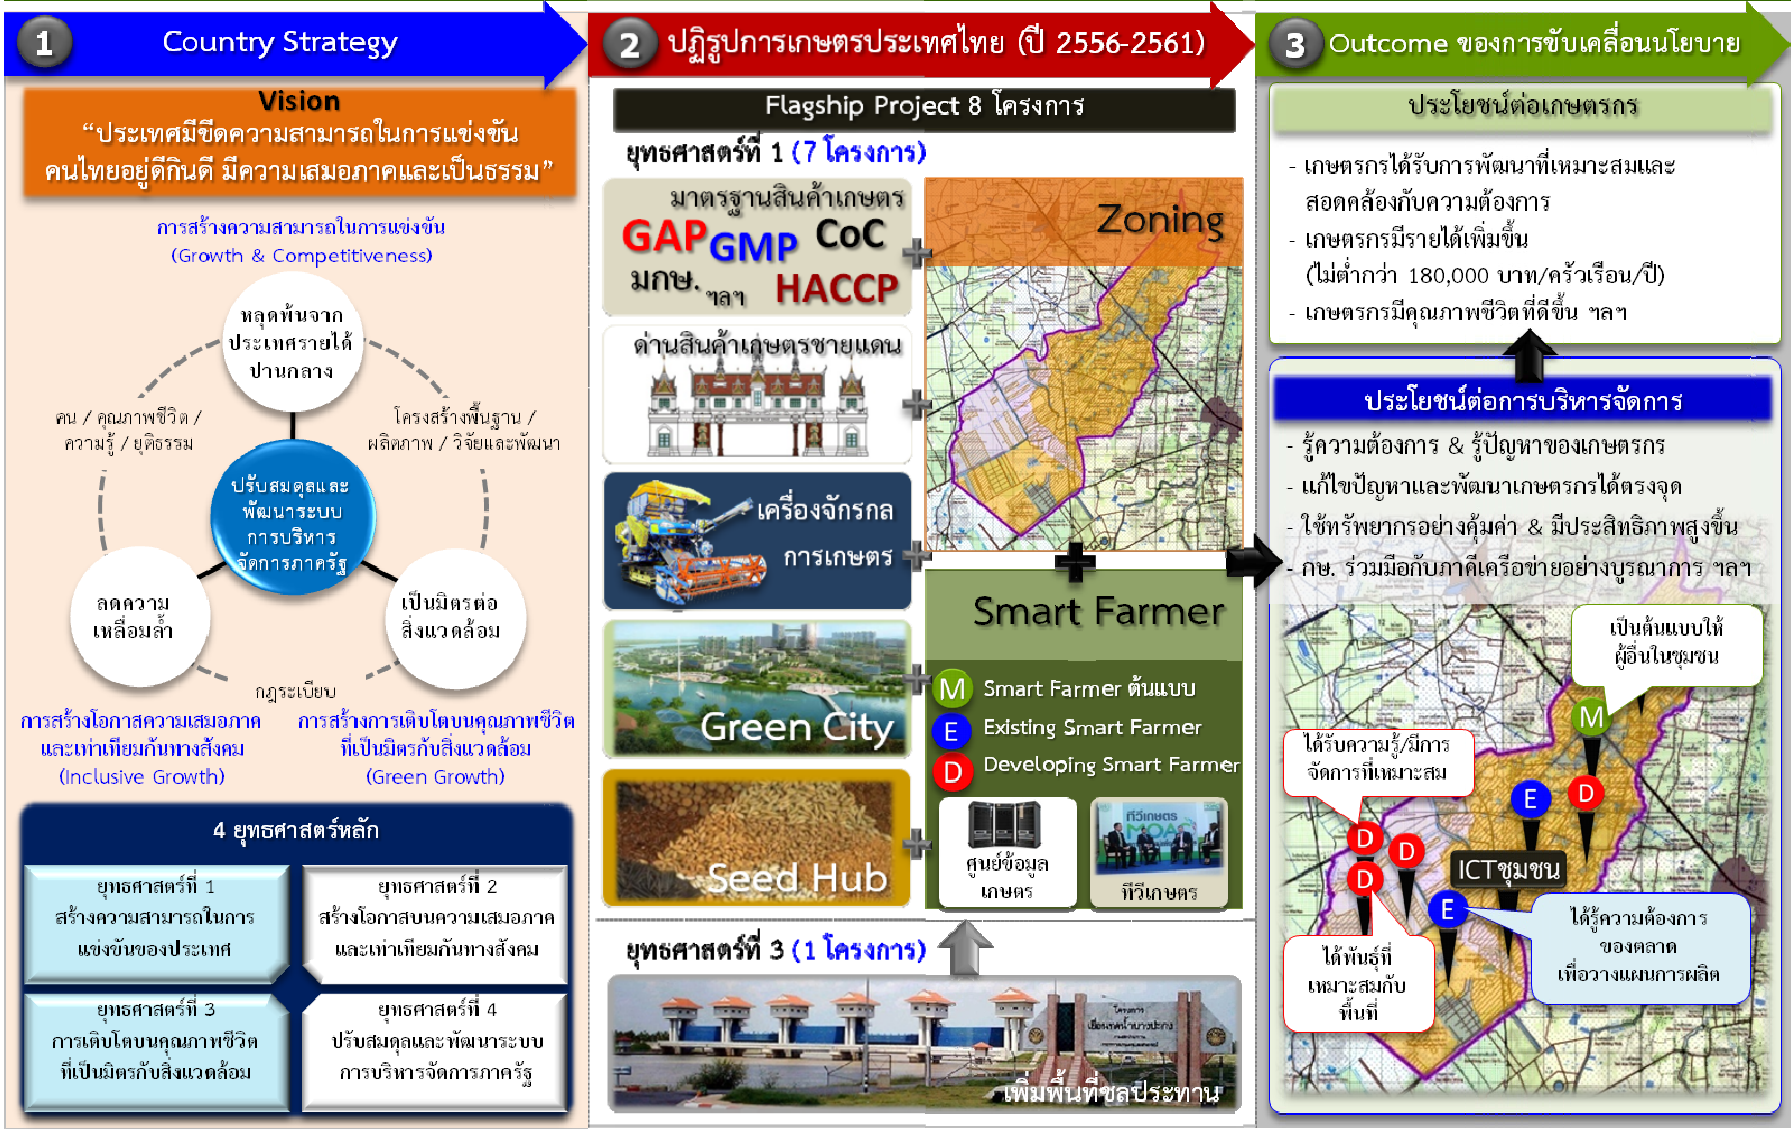 1
Country Strategy
Vision
“ประเทศมีขีดความสามารถในการแข่งขัน
คนไทยอยู่ดีกินดี มีความเสมอภาคและเป็นธรรม”
การสร้างความสามารถในการแข่งขัน
(Growth & Competitiveness)
หลุดพ้นจาก
ประเทศรายได้
ปานกลาง
คน / คุณภาพชีวิต /
ความรู้ / ยุติธรรม
โครงสร้างพื้นฐาน /
ผลิตภาพ / วิจัยและพัฒนา
ปรับสมดุลและ
พัฒนาระบบ
การบริหาร
จัดการภาครัฐ
ลดความ
เหลื่อมล้ำ
เป็นมิตรต่อ
สิ่งแวดล้อม
กฎระเบียบ
การสร้างโอกาสความเสมอภาค
และเท่าเทียมกันทางสังคม
(Inclusive Growth)
การสร้างการเติบโตบนคุณภาพชีวิต
ที่เป็นมิตรกับสิ่งแวดล้อม
(Green Growth)
4 ยุทธศาสตร์หลัก
ยุทธศาสตร์ที่ 1
สร้างความสามารถในการ
แข่งขันของประเทศ
ยุทธศาสตร์ที่ 2
สร้างโอกาสบนความเสมอภาค
และเท่าเทียมกันทางสังคม
ยุทธศาสตร์ที่ 3
การเติบโตบนคุณภาพชีวิต
ที่เป็นมิตรกับสิ่งแวดล้อม
ยุทธศาสตร์ที่ 4
ปรับสมดุลและพัฒนาระบบ
การบริหารจัดการภาครัฐ
2
ปฏิรูปการเกษตรประเทศไทย (ปี 2556-2561)
Flagship Project 8 โครงการ
ยุทธศาสตร์ที่ 1 (7 โครงการ)
มาตรฐานสินค้าเกษตร
GAP GMP CoC
มกษ. ฯลฯ HACCP
ด่านสินค้าเกษตรชายแดน
เครื่องจักรกล
การเกษตร
Green City
Seed Hub
Zoning
Smart Farmer
M Smart Farmer ต้นแบบ
E Existing Smart Farmer
D Developing Smart Farmer
ศูนย์ข้อมูล
เกษตร
ทีวีเกษตร
MOAC
ทีวีเกษตร
ยุทธศาสตร์ที่ 3 (1 โครงการ)
โครงการ
เขื่อนทดน้ำบางปะกง
เพิ่มพื้นที่ชลประทาน
3
Outcome ของการขับเคลื่อนนโยบาย
ประโยชน์ต่อเกษตรกร
- เกษตรกรได้รับการพัฒนาที่เหมาะสมและ
สอดคล้องกับความต้องการ
- เกษตรกรมีรายได้เพิ่มขึ้น
(ไม่ต่ำกว่า 180,000 บาท/ครัวเรือน/ปี)
- เกษตรกรมีคุณภาพชีวิตที่ดีขึ้น ฯลฯ
ประโยชน์ต่อการบริหารจัดการ
- รู้ความต้องการ & รู้ปัญหาของเกษตรกร
- แก้ไขปัญหาและพัฒนาเกษตรกรได้ตรงจุด
- ใช้ทรัพยากรอย่างคุ้มค่า & มีประสิทธิภาพสูงขึ้น
- กษ. ร่วมมือกับภาคีเครือข่ายอย่างบูรณาการ ฯลฯ
เป็นต้นแบบให้
ผู้อื่นในชุมชน
M
ได้รับความรู้/มีการ
จัดการที่เหมาะสม
E
D
D
D
D
ICTชุมชน
E
ได้รู้ความต้องการ
ของตลาด
เพื่อวางแผนการผลิต
ได้พันธุ์ที่
เหมาะสมกับ
พื้นที่